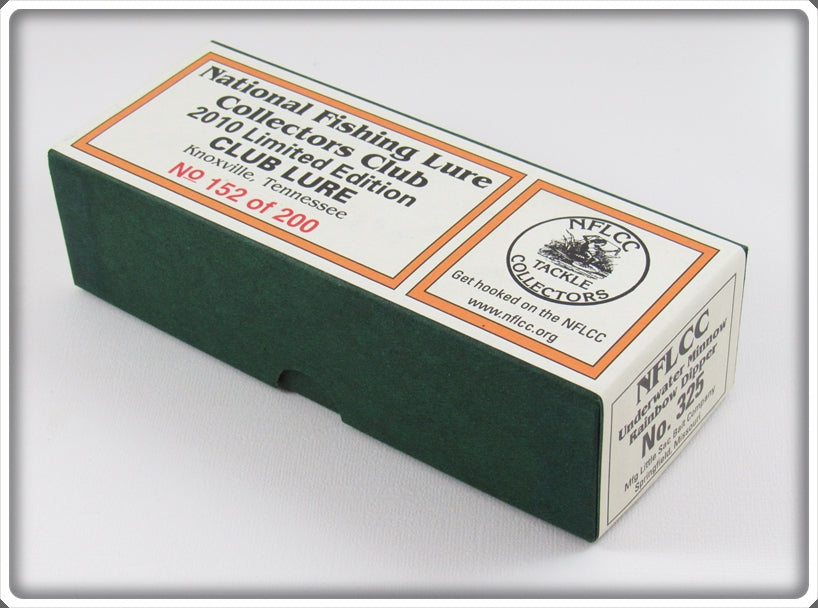 National Fishing Lure
Collectors Club
2010 Limited Edition
CLUB LURE
Knoxville, Tennessee
No 152 of 200
NFLCC
TACKLE
COLLECTORS
Get hooked on the NFLCC
www.nflcc.org
NFLCC
Underwater Minnow
Rainbow Dipper
No. 325
Mfg Little Sac Bait Company
Springfield, Missouri